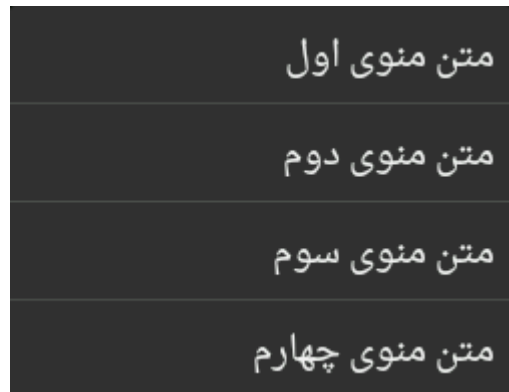 متن منوی اول
متن منوی دوم
متن منوی سوم
متن منوی چهارم